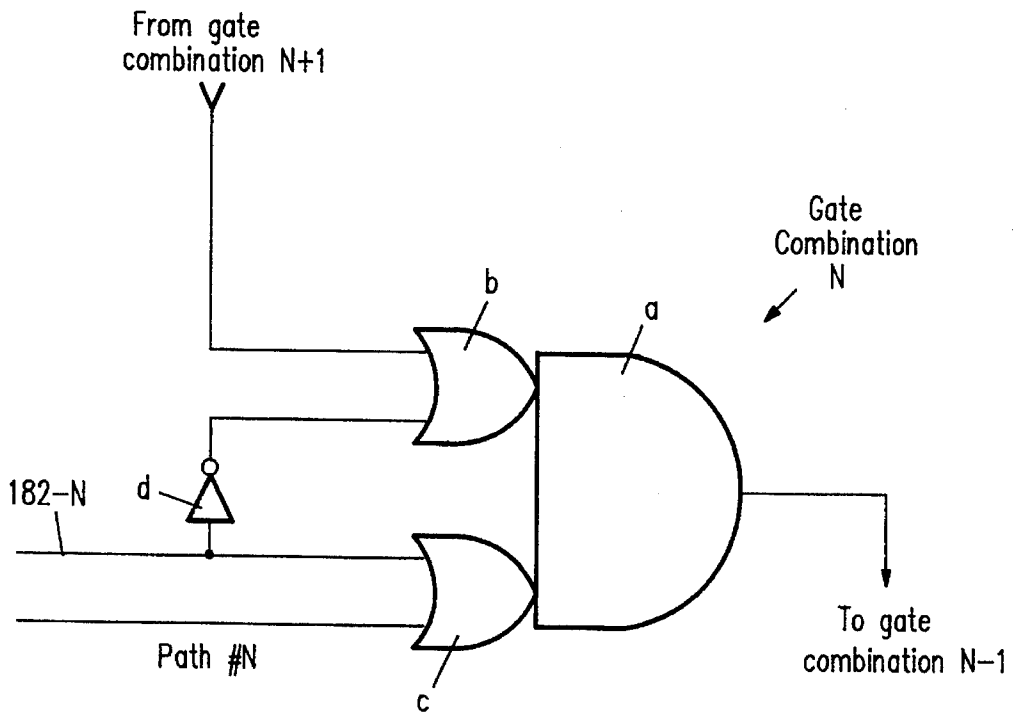 From gate
combination N+1
Gate
Combination
N
b
a
182-N
d
Path #N
c
To gate
combination N-1